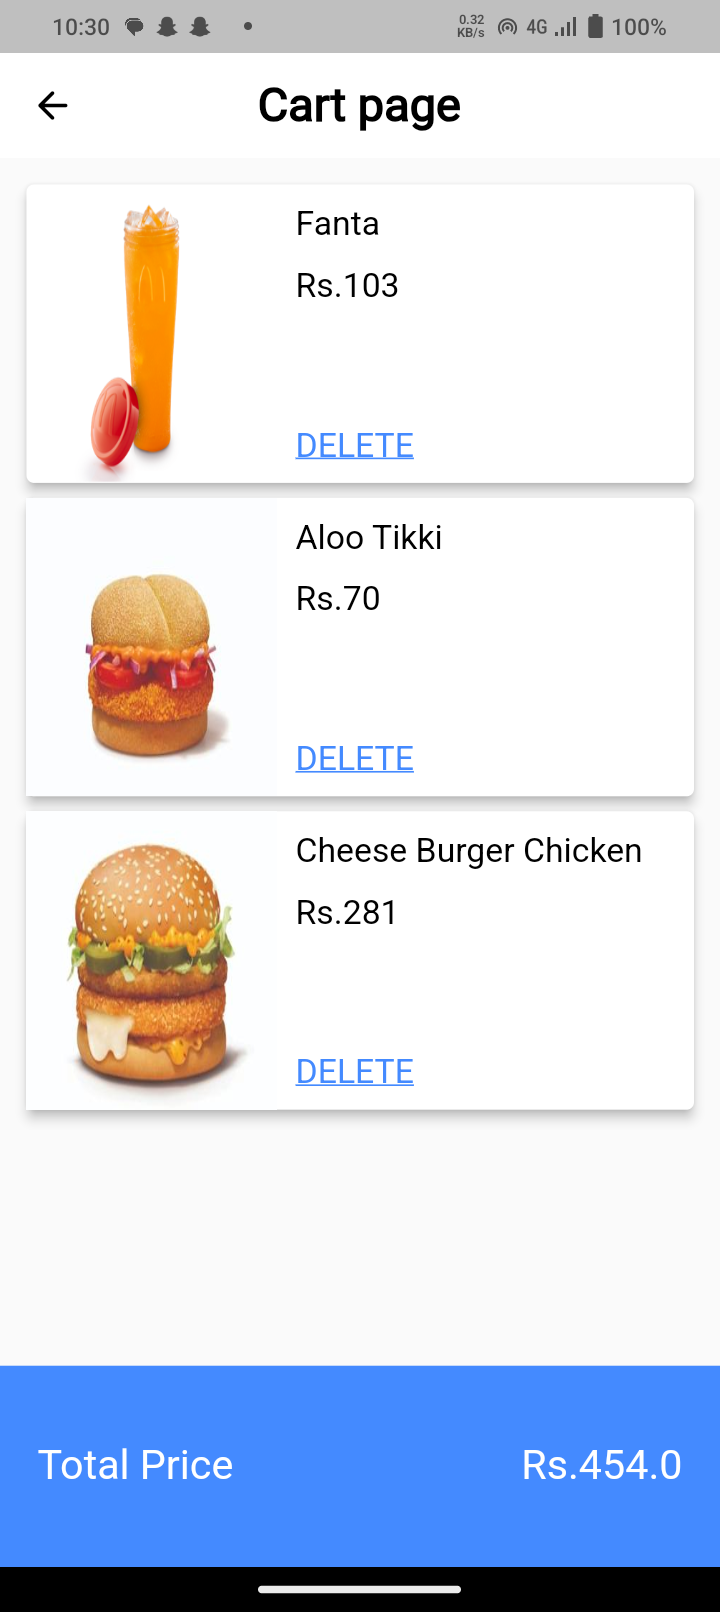 10:30
0.32
KB/s
4G
100%
Cart page
Fanta
Rs.103
DELETE
Aloo Tikki
Rs.70
DELETE
Cheese Burger Chicken
Rs.281
DELETE
Total Price
Rs.454.0